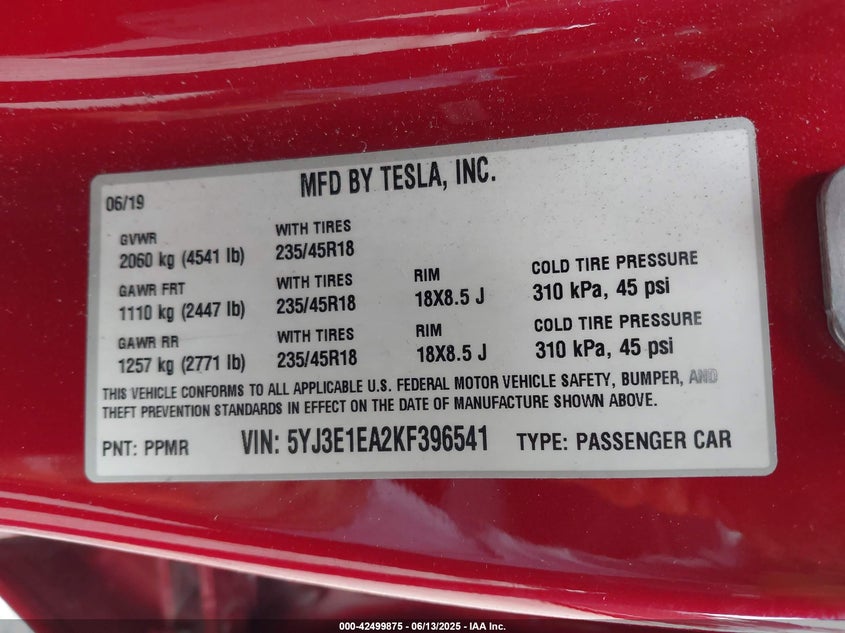 MFD BY TESLA, INC.
06/19
GVWR WITH TIRES
2060 kg (4541 lb) 235/45R18
GAWR FRT WITH TIRES RIM COLD TIRE PRESSURE
1110 kg (2447 lb) 235/45R18 18X8.5 J 310 kPa, 45 psi
GAWR RR WITH TIRES RIM COLD TIRE PRESSURE
1257 kg (2771 lb) 235/45R18 18X8.5 J 310 kPa, 45 psi
THIS VEHICLE CONFORMS TO ALL APPLICABLE U.S. FEDERAL MOTOR VEHICLE SAFETY, BUMPER, AND
THEFT PREVENTION STANDARDS IN EFFECT ON THE DATE OF MANUFACTURE SHOWN ABOVE.
PNT: PPMR VIN: 5YJ3E1EA2KF396541 TYPE: PASSENGER CAR
000-42499875 - 06/13/2025 - IAA Inc.